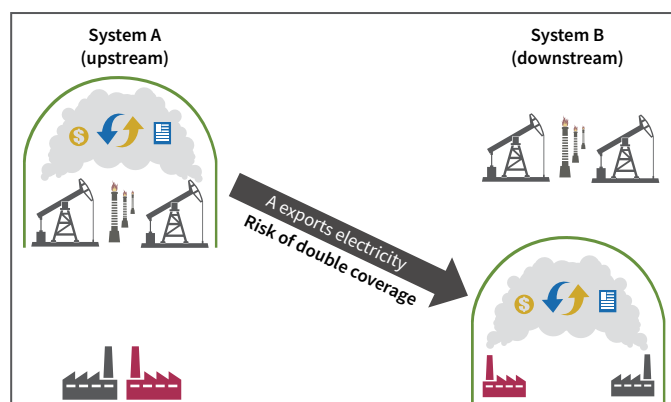 System A
(upstream)
System B
(downstream)
$
$
A exports electricity
Risk of double coverage